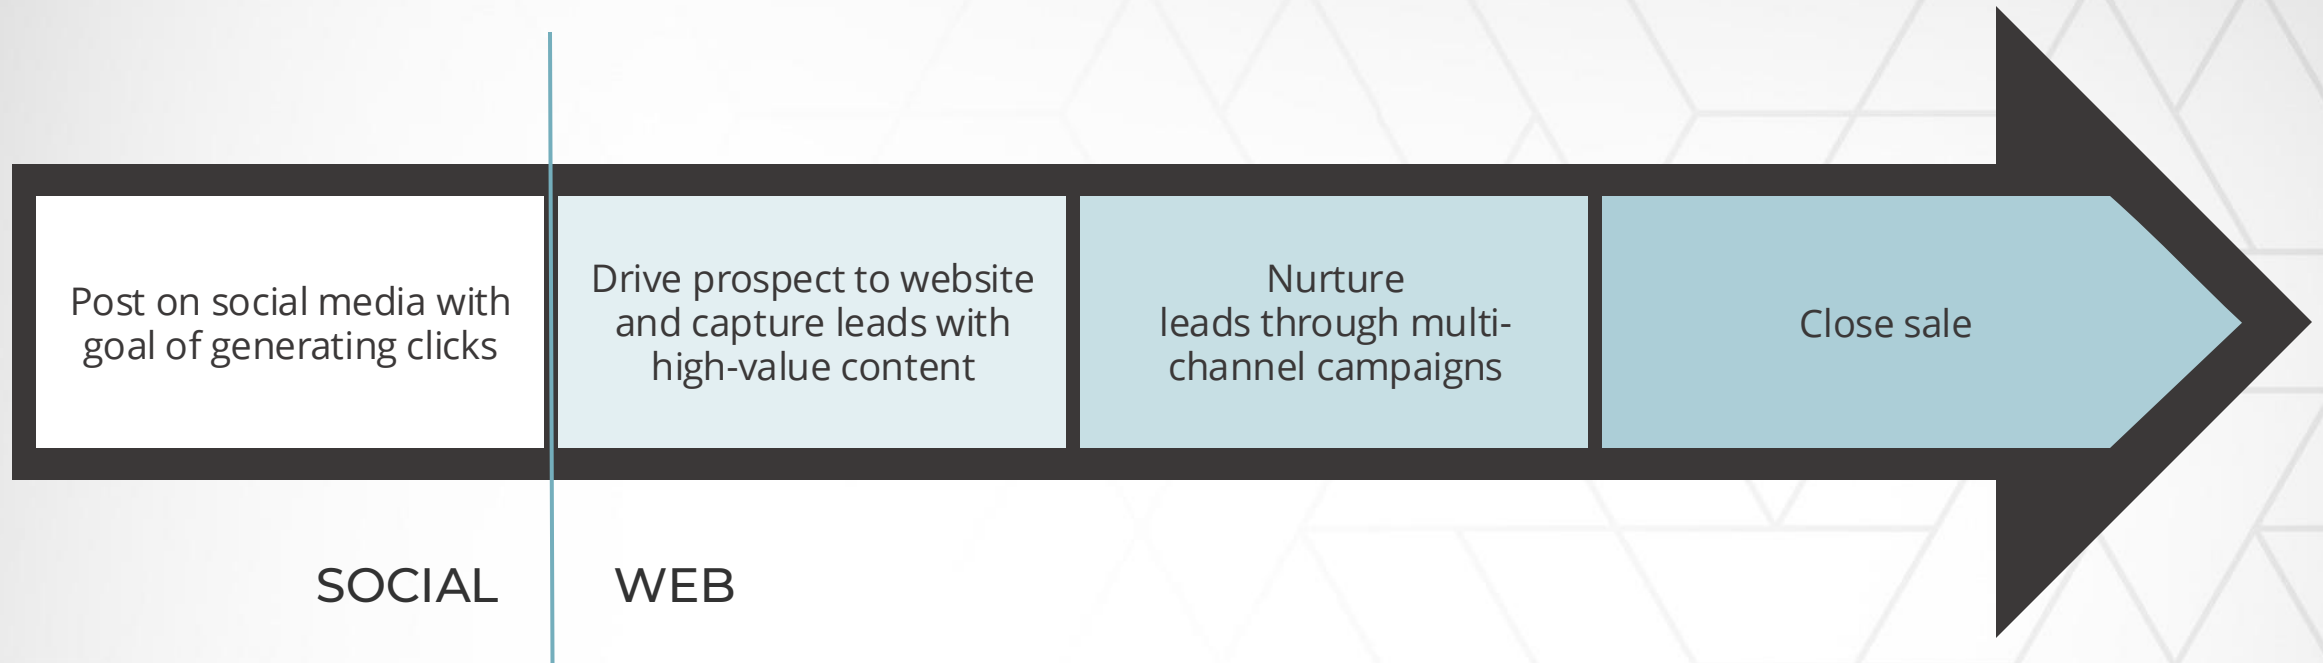 Post on social media with
goal of generating clicks
Drive prospect to website
and capture leads with
high-value content
Nurture
leads through multi-
channel campaigns
Close sale
SOCIAL
WEB